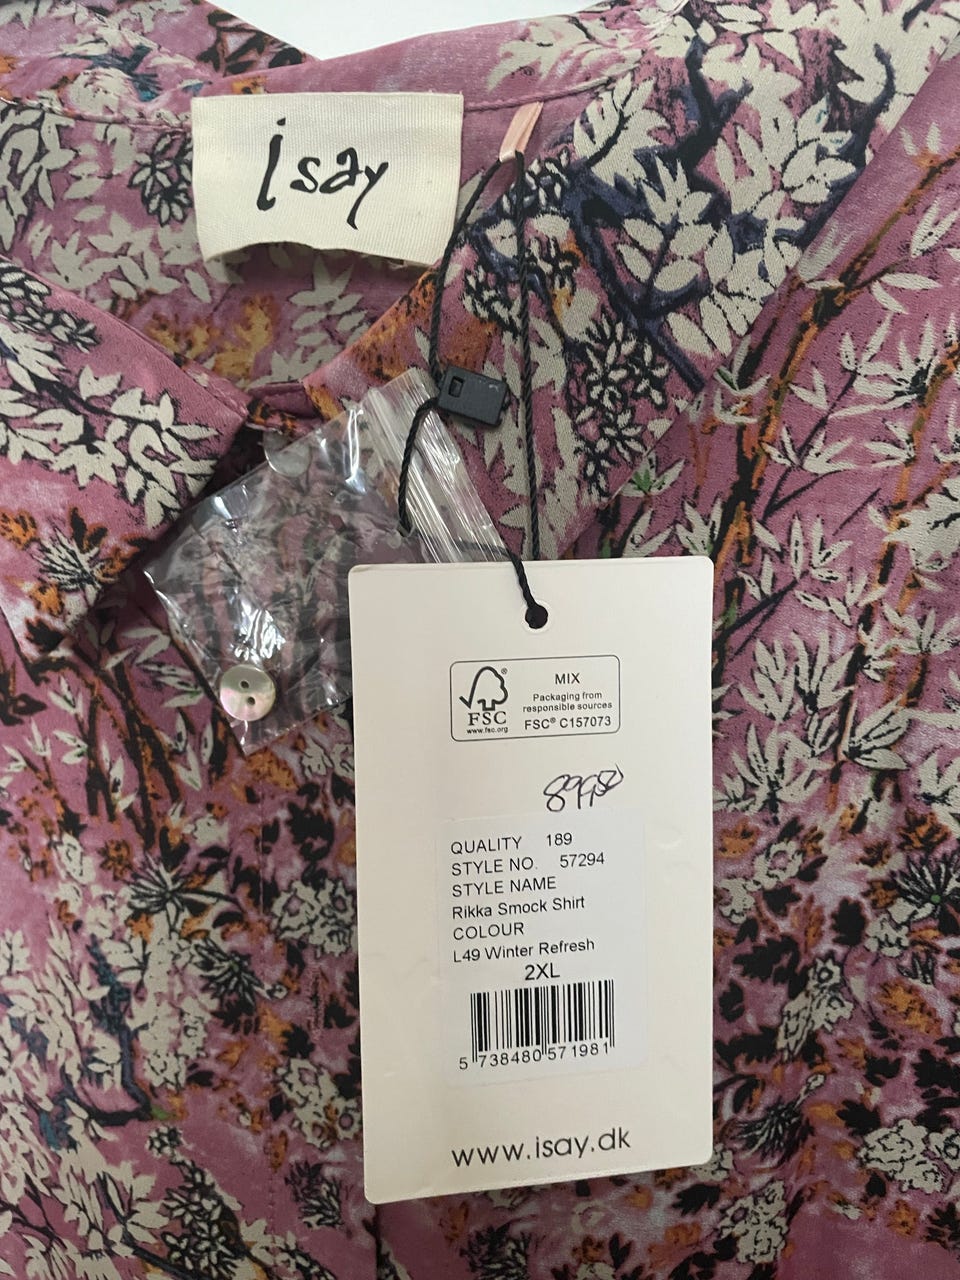 isay
MIX
Packaging from
responsible sources
FSC® C157073
FSC
www.fsc.org
QUALITY 189
STYLE NO. 57294
STYLE NAME
Rikka Smock Shirt
COLOUR
L49 Winter Refresh
2XL
5 738480 571981
www.isay.dk